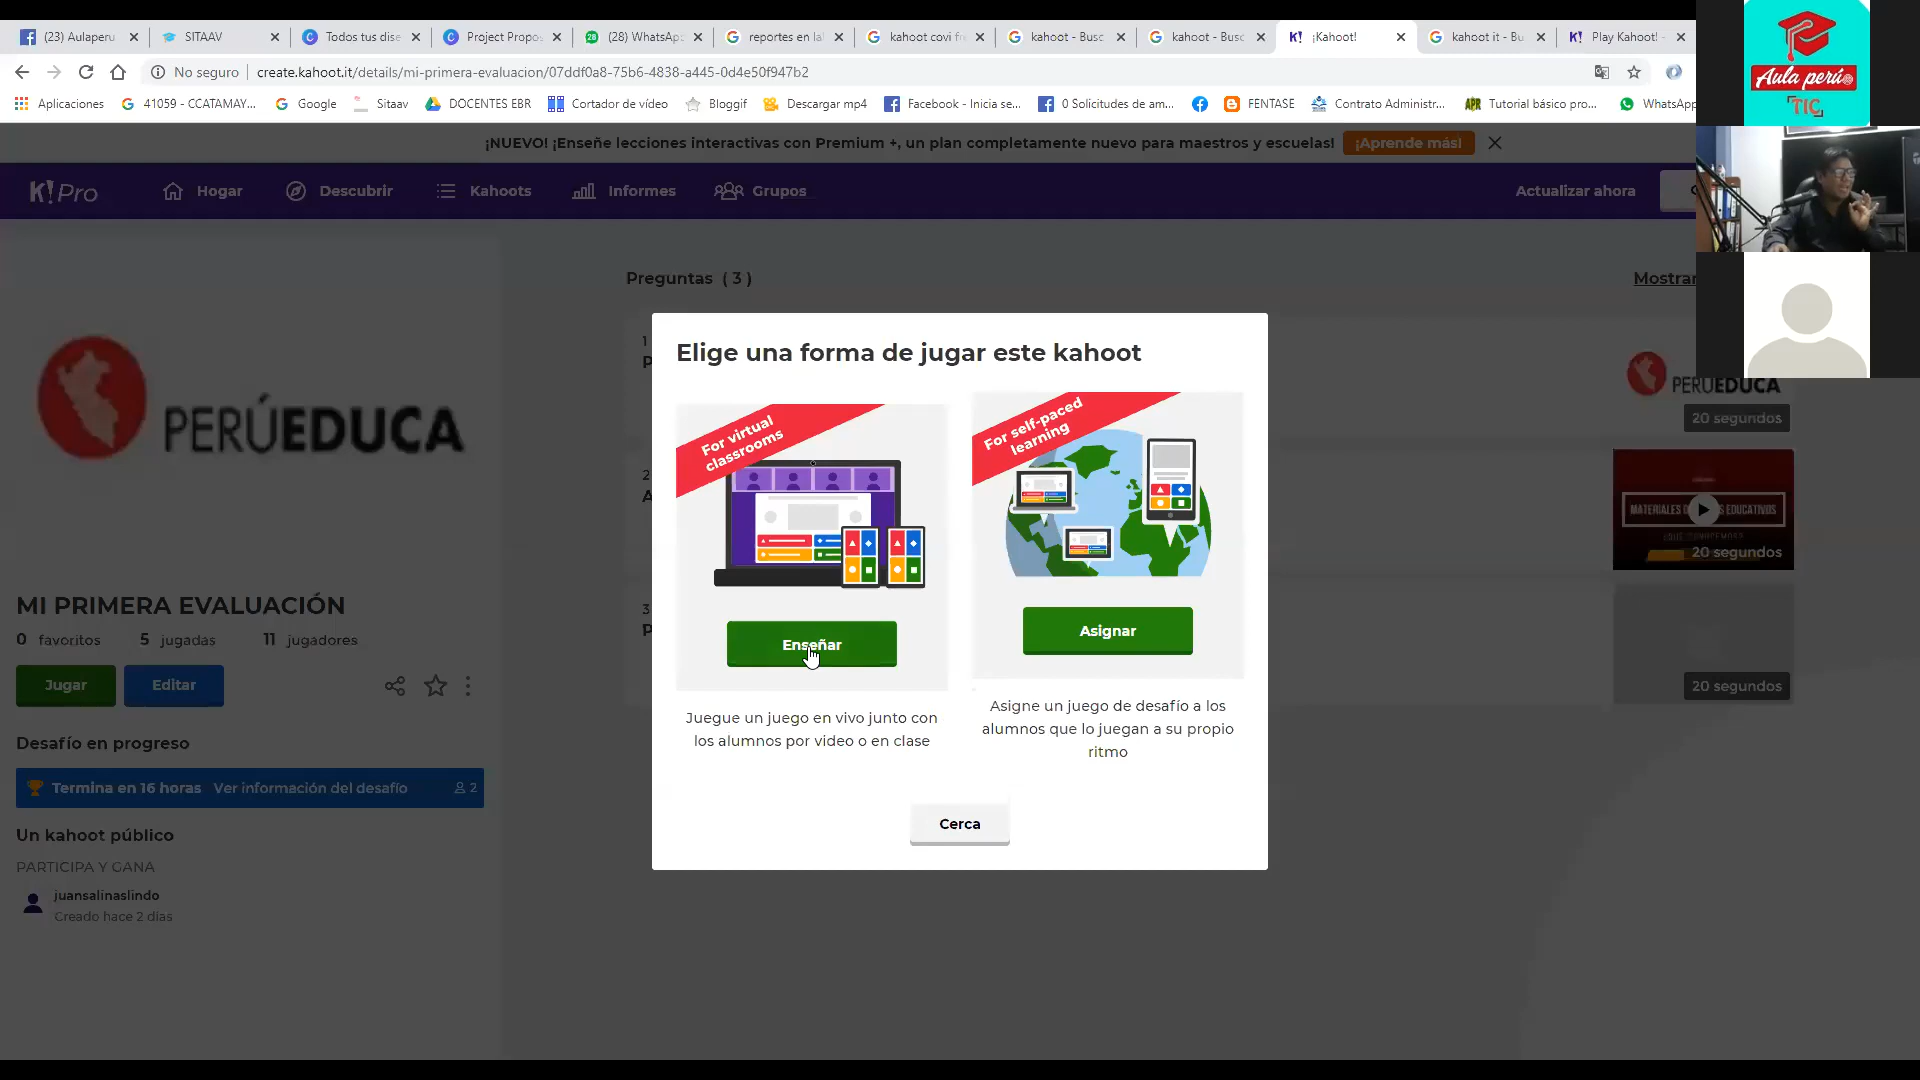 (23) Aulaperu
SITAAV
Todos tus dise
Project Propos
(28) WhatsApp
reportes en la
kahoot covi fr
kahoot - Busc
kahoot - Busc
K! ¡Kahoot!
kahoot it - Bu
K! Play Kahoot! -
No seguro
create.kahoot.it/details/mi-primera-evaluacion/07ddf0a8-75b6-4838-a445-0d4e50f947b2
Aplicaciones
41059 - CCATAMAY...
Google
Sitaav
DOCENTES EBR
Cortador de vídeo
Bloggif
Descargar mp4
Facebook - Inicia se...
0 Solicitudes de am...
FENTASE
Contrato Administr...
Tutorial básico pro...
WhatsApp
Aula perú
TIC
¡NUEVO! ¡Enseñe lecciones interactivas con Premium +, un plan completamente nuevo para maestros y escuelas!
¡Aprende más!
K! Pro
Hogar
Descubrir
Kahoots
Informes
Grupos
Actualizar ahora
PERÚEDUCA
MI PRIMERA EVALUACIÓN
0 favoritos 5 jugadas 11 jugadores
Jugar
Editar
Desafío en progreso
Termina en 16 horas Ver información del desafío 2
Un kahoot público
PARTICIPA Y GANA
juansalinaslindo
Creado hace 2 días
Preguntas ( 3 )
Mostrar
1
P
PERÚEDUCA
20 segundos
2
A
20 segundos
3
P
20 segundos
Elige una forma de jugar este kahoot
For virtual
classrooms
Enseñar
Juegue un juego en vivo junto con
los alumnos por video o en clase
For self-paced
learning
Asignar
Asigne un juego de desafío a los
alumnos que lo juegan a su propio
ritmo
Cerca